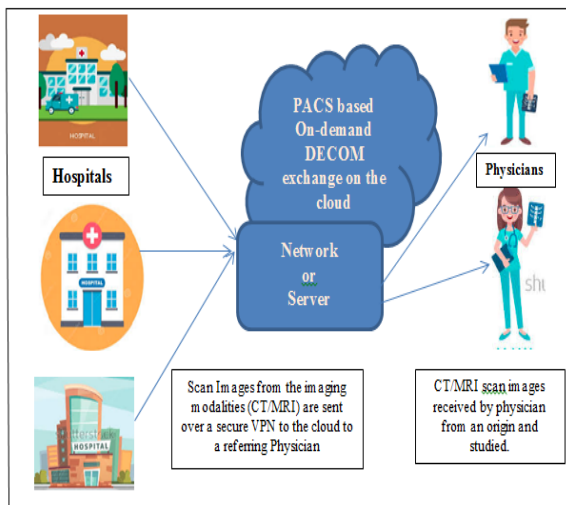 HOSPITAL
Hospitals
HOSPITAL
HOSPITAL
PACS based
On-demand
DECOM
exchange on the
cloud
Network
or
Server
Physicians
Scan Images from the imaging
modalities (CT/MRI) are sent
over a secure VPN to the cloud to
a referring Physician
CT/MRI scan images
received by physician
from an origin and
studied.